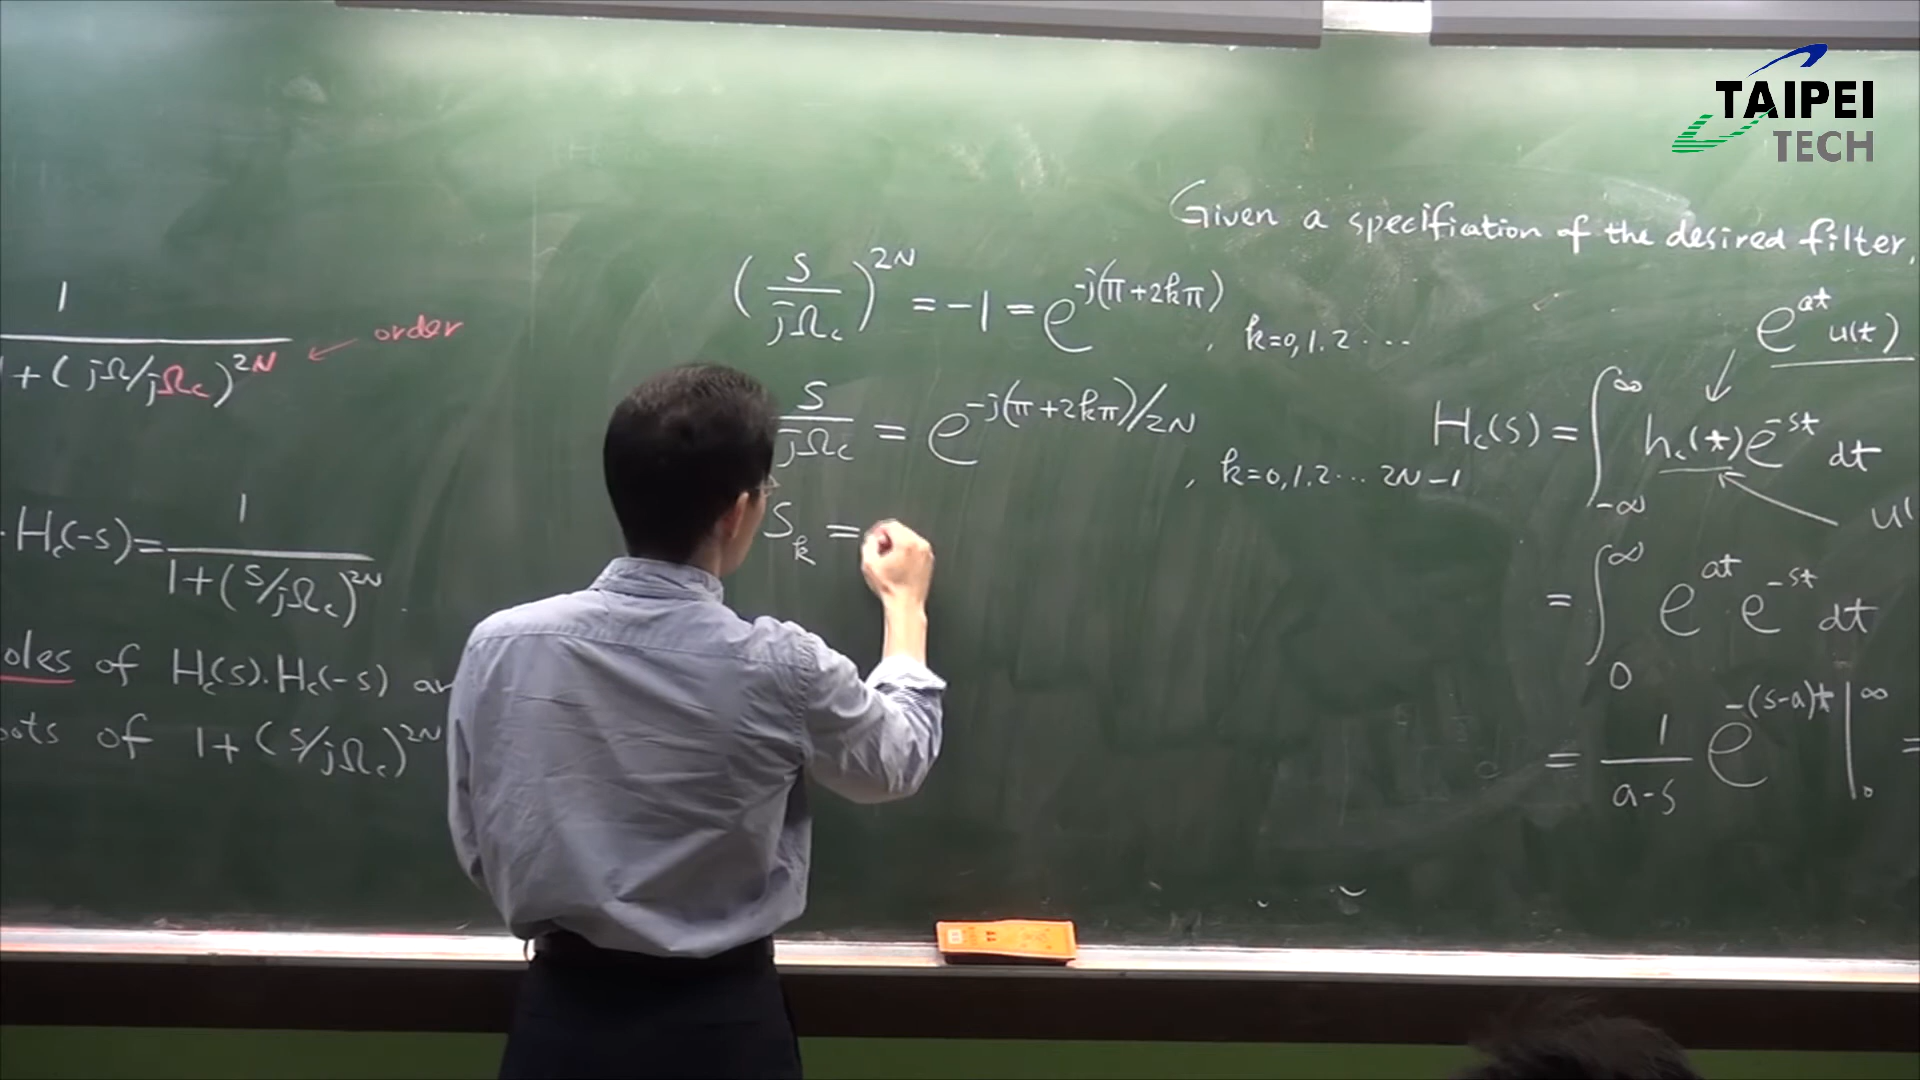 TAIPEI
TECH
1
+ (jΩ/jΩc)^2N
order
·Hc(-s)=
1
1+(s/jΩc)^2N
oles of Hc(s).Hc(-s) ar
oots of 1+(s/jΩc)^2N
(s/jΩc)^2N = -1 = e^-j(π+2kπ), k=0,1,2....
s/jΩc = e^-j(π+2kπ)/2N, k=0,1,2...2N-1
Sk =
Given a specification of the desired filter,
e^at u(t)
Hc(s) = ∫_-∞^∞ hc(t)e^-st dt
u(
= ∫_0^∞ e^at e^-st dt
= 1/(a-s) e^-(s-a)t |_0^∞ =